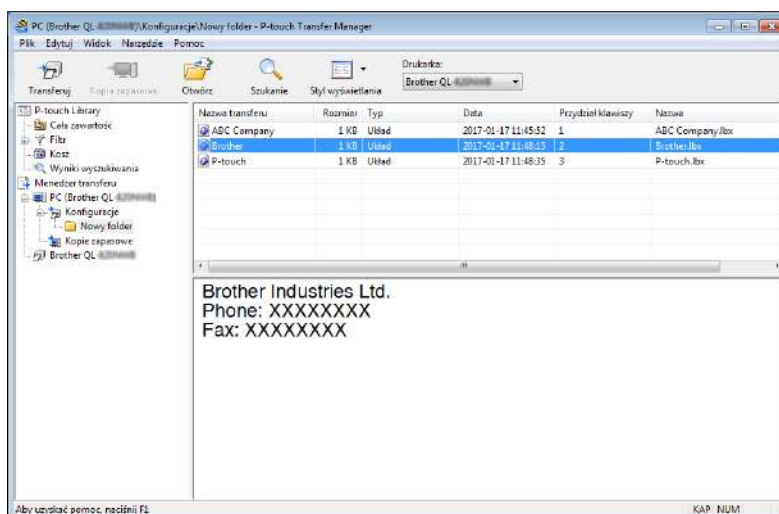 PC (Brother QL )\Konfiguracje\Nowy folder - P-touch Transfer Manager
Plik Edytuj Widok Narzędzie Pomoc
Transferuj Kopia zapasowa Otwórz Szukanie Styl wyświetlania
Drukarka:
Brother QL
P-touch Library
Cała zawartość
Filtr
Kosz
Wyniki wyszukiwania
Menedżer transferu
PC (Brother QL )
Konfiguracje
Nowy folder
Kopie zapasowe
Brother QL
Nazwa transferu Rozmiar Typ Data Przydział klawiszy Nazwa
ABC Company 1 KB Układ 2017-01-17 11:45:52 1 ABC Company.lbx
Brother 1 KB Układ 2017-01-17 11:48:15 2 Brother.lbx
P-touch 1 KB Układ 2017-01-17 11:48:35 3 P-touch.lbx
Brother Industries Ltd.
Phone: XXXXXXXX
Fax: XXXXXXXX
Aby uzyskać pomoc, naciśnij F1
KAP NUM